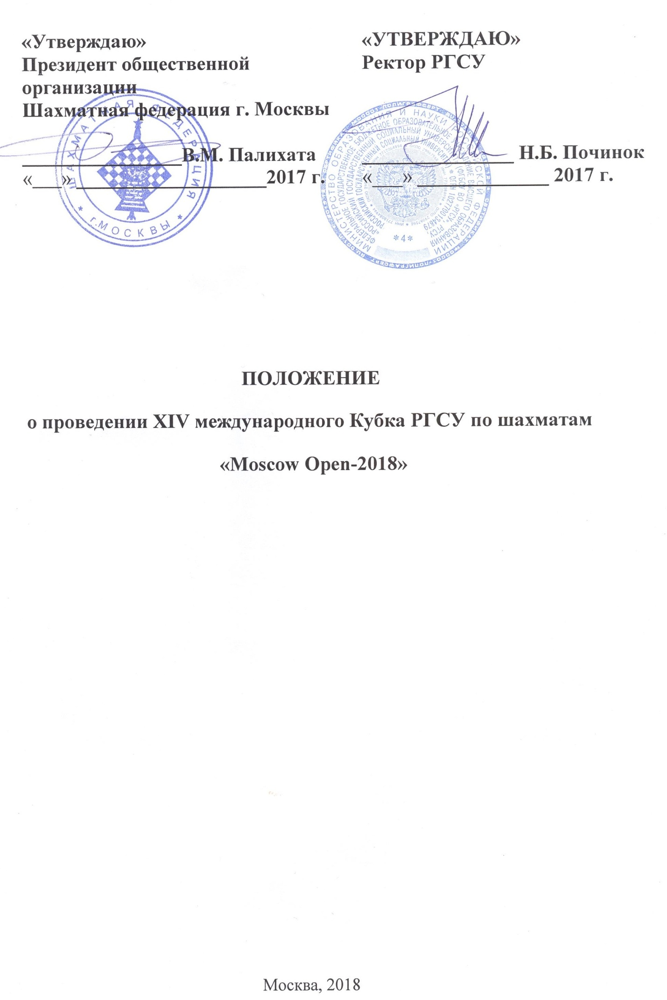 «Утверждаю»
Президент общественной
организации
Шахматная федерация г. Москвы
________________В.М. Палихата
«___» ___________________2017 г.
ШАХМАТНАЯ ФЕДЕРАЦИЯ
* г.МОСКВЫ *
«УТВЕРЖДАЮ»
Ректор РГСУ
_______________ Н.Б. Починок
«___» _____________ 2017 г.
МИНИСТЕРСТВО ОБРАЗОВАНИЯ И НАУКИ РОССИЙСКОЙ ФЕДЕРАЦИИ
ФЕДЕРАЛЬНОЕ ГОСУДАРСТВЕННОЕ БЮДЖЕТНОЕ ОБРАЗОВАТЕЛЬНОЕ УЧРЕЖДЕНИЕ ВЫСШЕГО ОБРАЗОВАНИЯ
«РОССИЙСКИЙ ГОСУДАРСТВЕННЫЙ СОЦИАЛЬНЫЙ УНИВЕРСИТЕТ» (ФГБОУ ВО «РГСУ», РГСУ,
РОССИЙСКИЙ ГОСУДАРСТВЕННЫЙ СОЦИАЛЬНЫЙ УНИВЕРСИТЕТ) * ОГРН 1027700134879
*4*
ПОЛОЖЕНИЕ
о проведении XIV международного Кубка РГСУ по шахматам
«Moscow Open-2018»
Москва, 2018